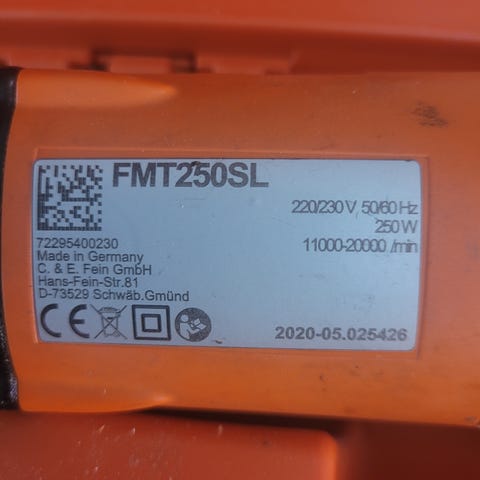 FMT250SL
220/230 V, 50/60 Hz
250 W
11000-20000 /min
72295400230
Made in Germany
C. & E. Fein GmbH
Hans-Fein-Str.81
D-73529 Schwäb.Gmünd
CE
2020-05.025426